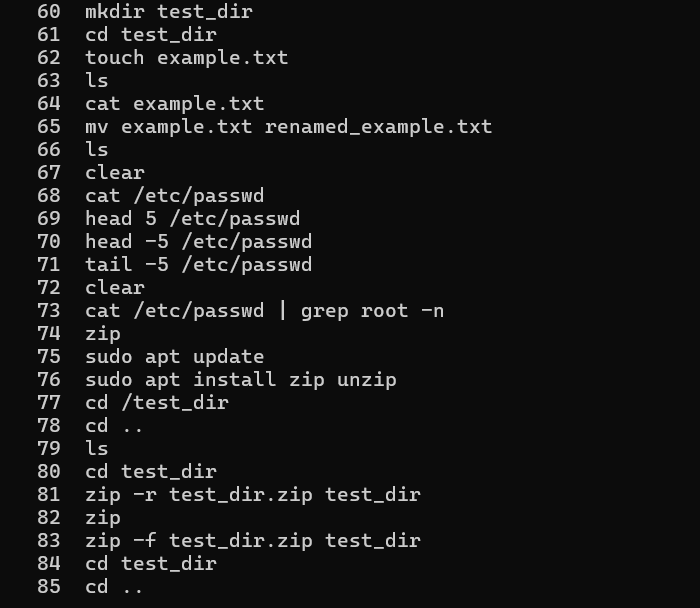 60 mkdir test_dir
61 cd test_dir
62 touch example.txt
63 ls
64 cat example.txt
65 mv example.txt renamed_example.txt
66 ls
67 clear
68 cat /etc/passwd
69 head 5 /etc/passwd
70 head -5 /etc/passwd
71 tail -5 /etc/passwd
72 clear
73 cat /etc/passwd | grep root -n
74 zip
75 sudo apt update
76 sudo apt install zip unzip
77 cd /test_dir
78 cd ..
79 ls
80 cd test_dir
81 zip -r test_dir.zip test_dir
82 zip
83 zip -f test_dir.zip test_dir
84 cd test_dir
85 cd ..